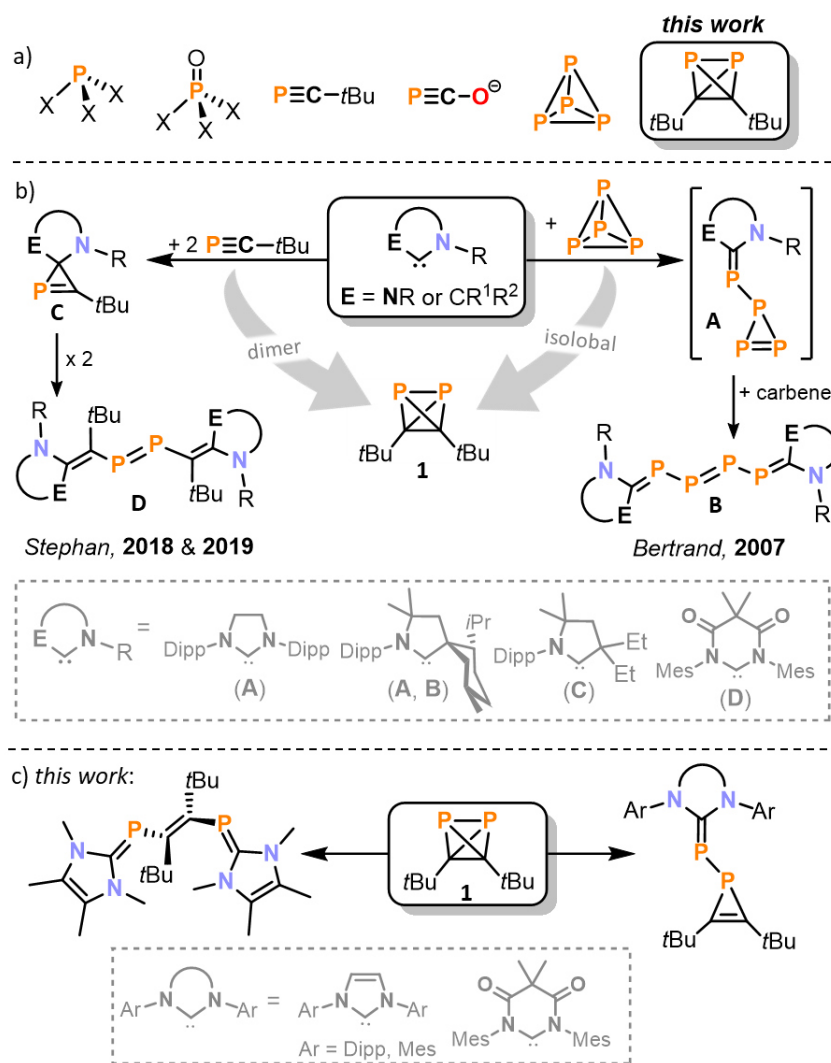 this work
a)
P X X X
O P X X X
P≡C–tBu
P≡C–O⊖
P P P P
P P tBu tBu
b)
E N R P C tBu
+ 2 P≡C–tBu
E N R
E = NR or CR¹R²
+ P P P P
E N R P P P P A
dimer
isolobal
x 2
P P tBu tBu 1
+ carbene
R N E tBu P P tBu E N R D
R N E P P P P E N R B
Stephan, 2018 & 2019
Bertrand, 2007
E N R =
Dipp N N Dipp
(A)
Dipp N iPr
(A, B)
Dipp N Et Et
(C)
O O N N Mes Mes
(D)
c) this work:
N N P tBu tBu P N N
P P tBu tBu 1
Ar N N Ar P P tBu tBu
Ar N N Ar =
Ar N N Ar
Ar = Dipp, Mes
O O Mes N N Mes